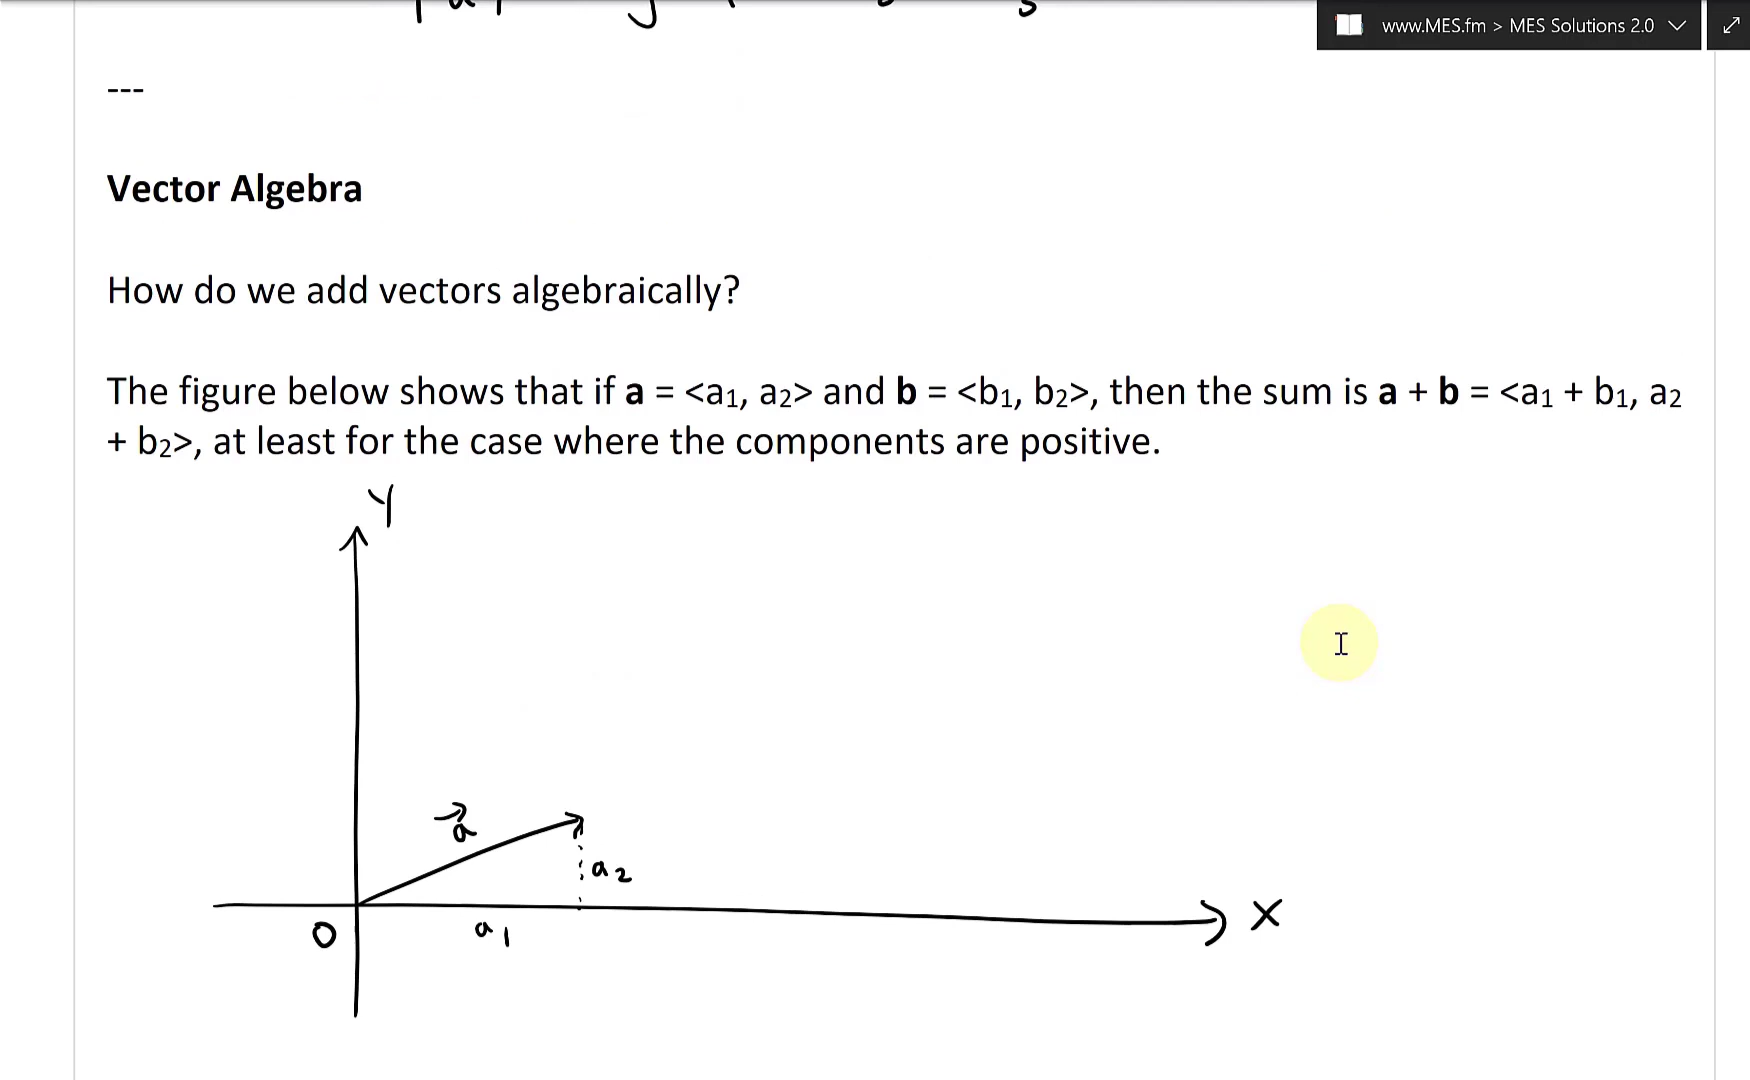 www.MES.fm > MES Solutions 2.0
---
Vector Algebra
How do we add vectors algebraically?
The figure below shows that if a = <a1, a2> and b = <b1, b2>, then the sum is a + b = <a1 + b1, a2
+ b2>, at least for the case where the components are positive.
Y
a
a2
O
a1
X